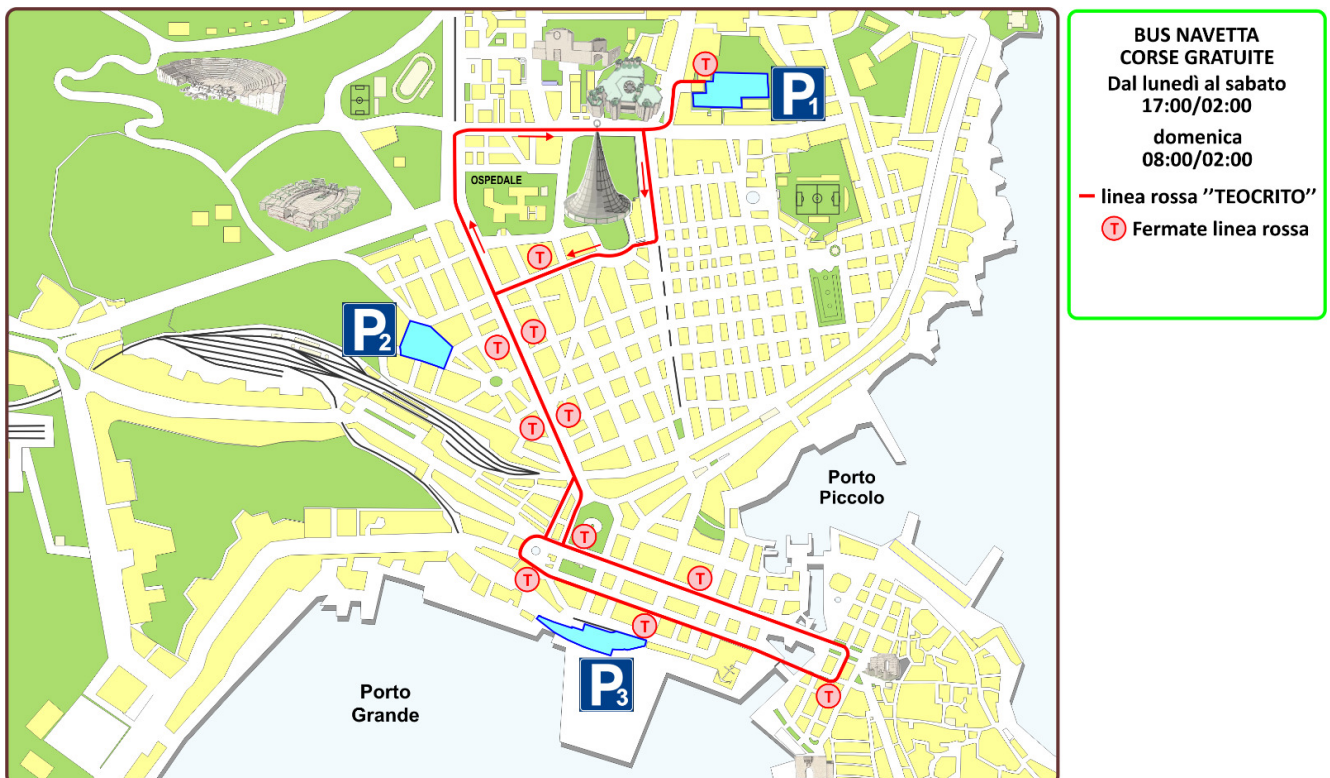 BUS NAVETTA
CORSE GRATUITE
Dal lunedì al sabato
17:00/02:00
domenica
08:00/02:00
linea rossa ’’TEOCRITO’’
T Fermate linea rossa
T
P1
OSPEDALE
T
P2
T
T
T
T
Porto
Piccolo
T
T
T
T
P3
Porto
Grande
T